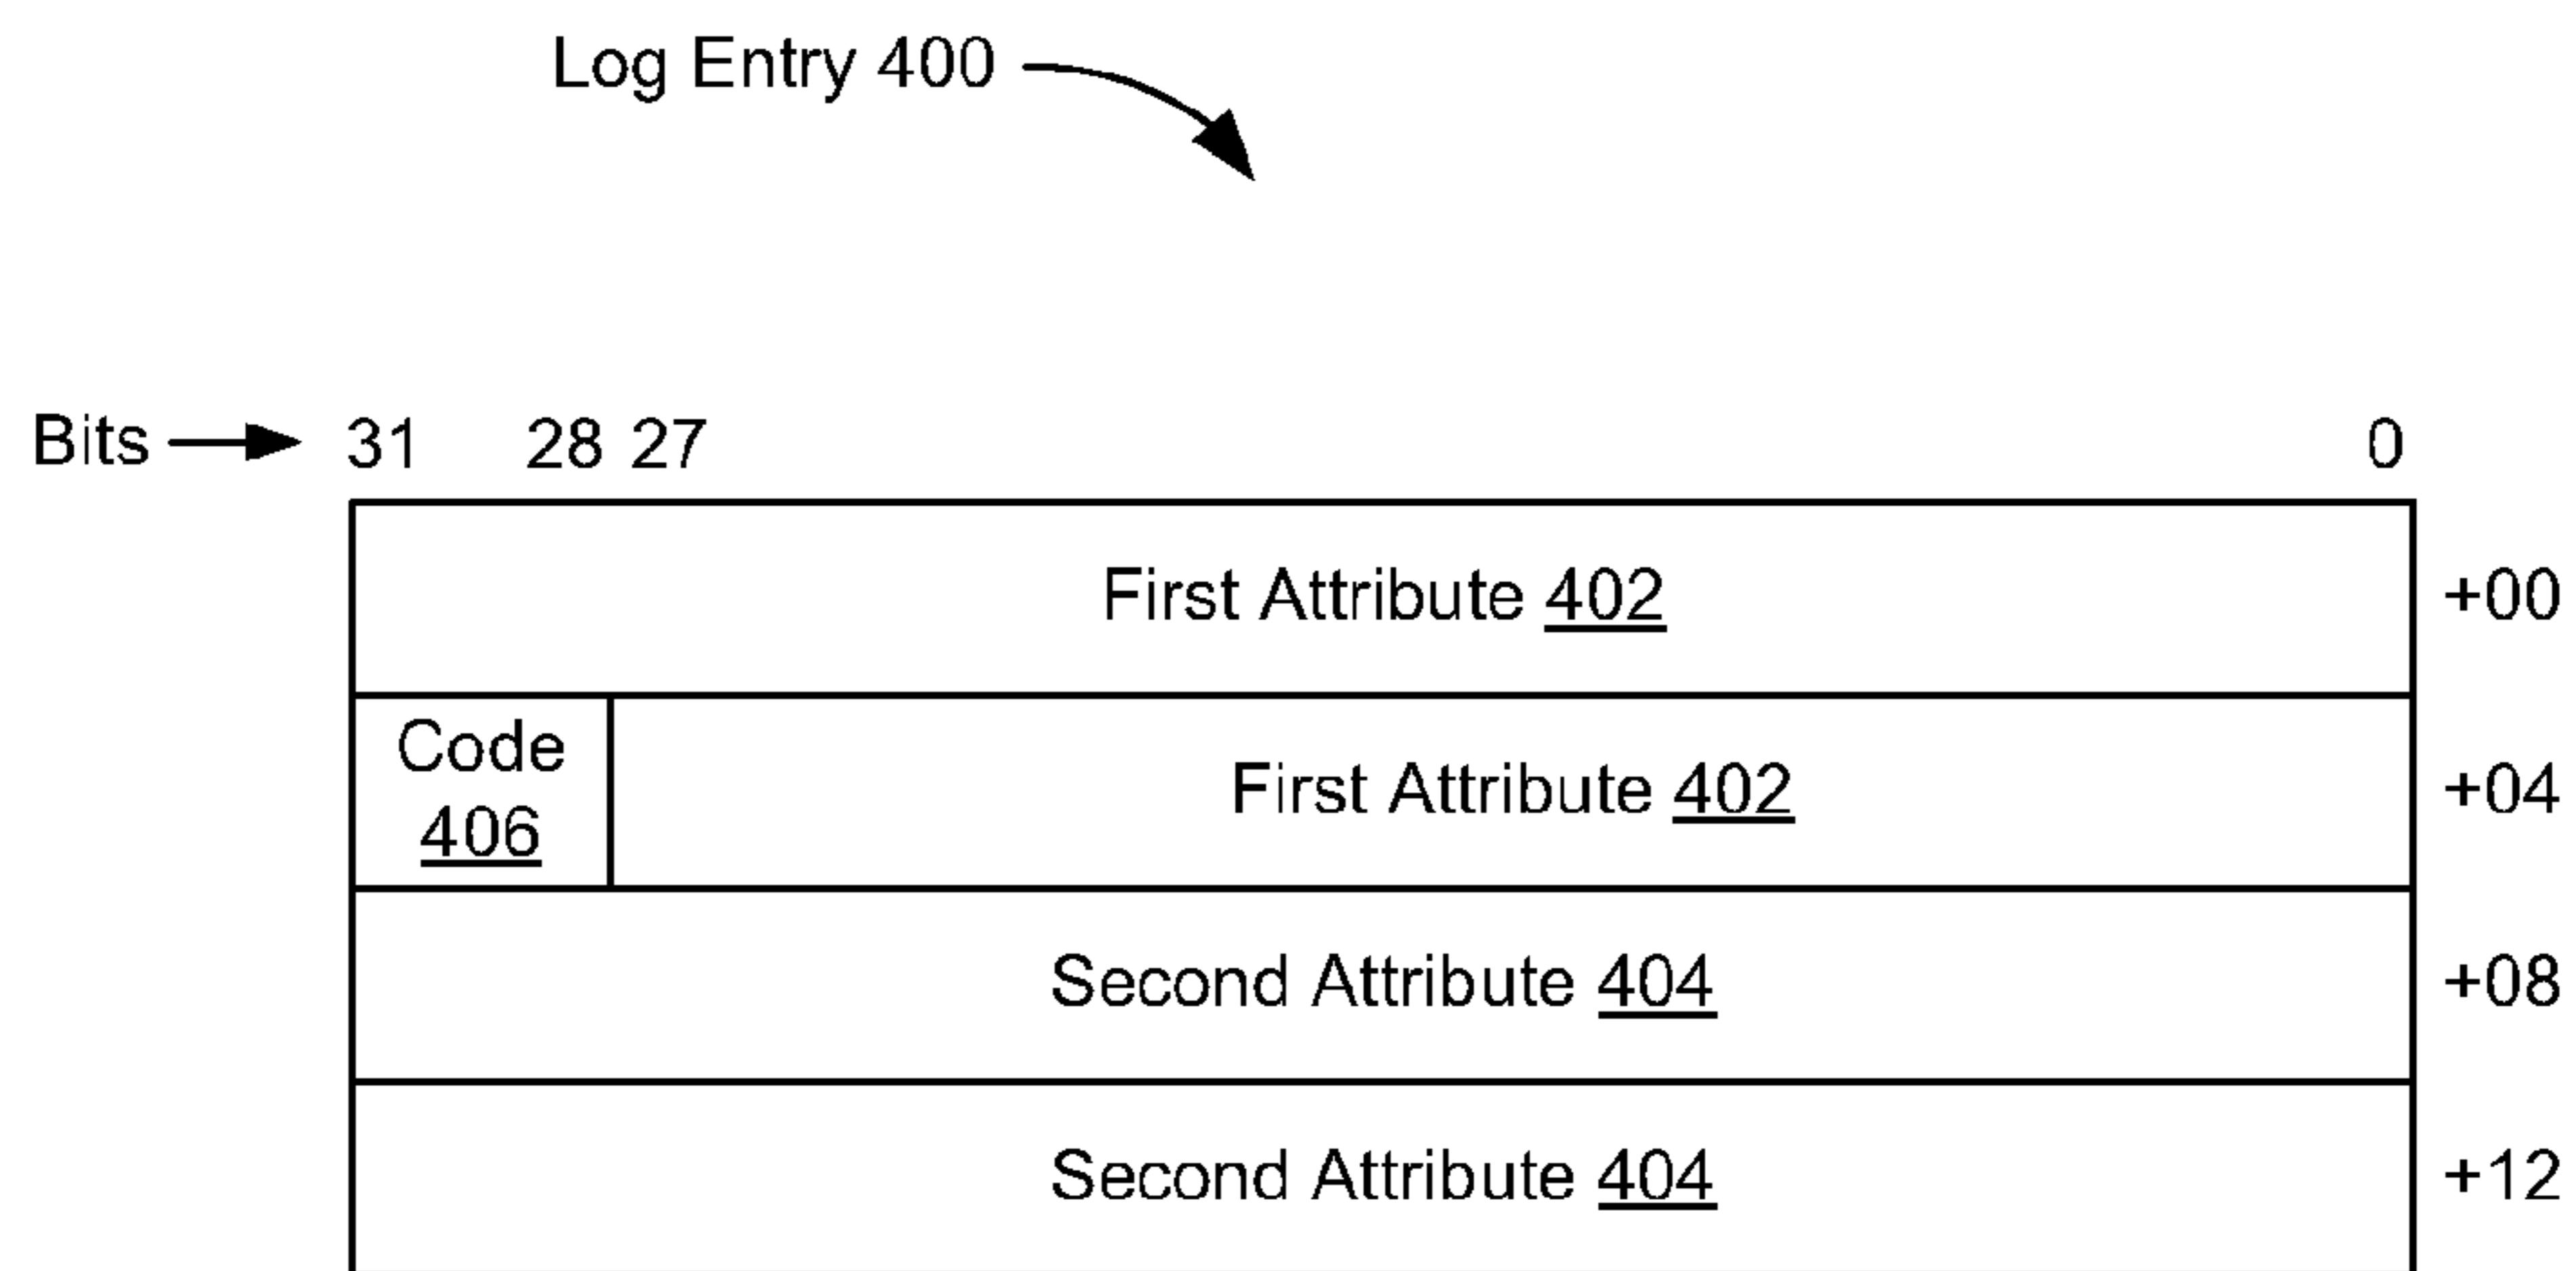 Log Entry 400
Bits 31 28 27 0
First Attribute 402 +00
Code
406
First Attribute 402 +04
Second Attribute 404 +08
Second Attribute 404 +12